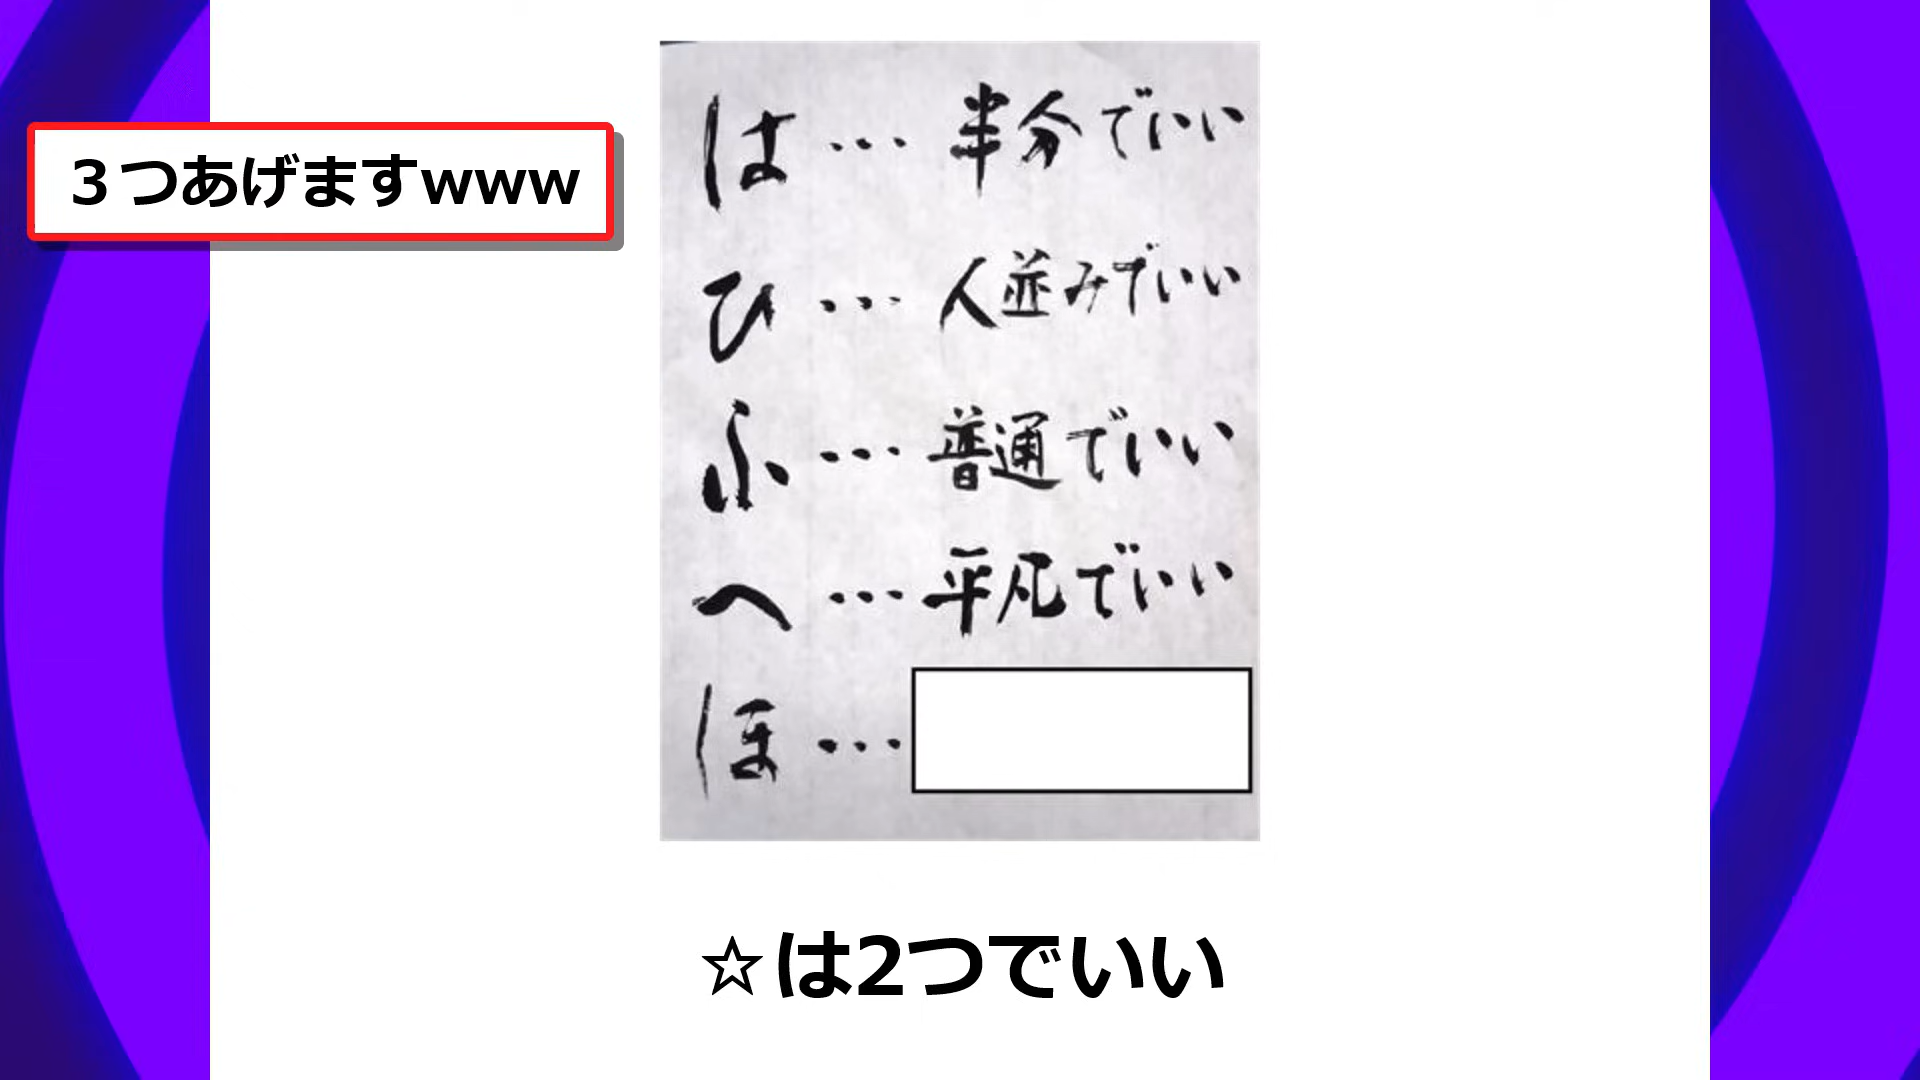 ３つあげますwww
は…半分でいい
ひ…人並みでいい
ふ…普通でいい
へ…平凡でいい
ほ…
☆は2つでいい